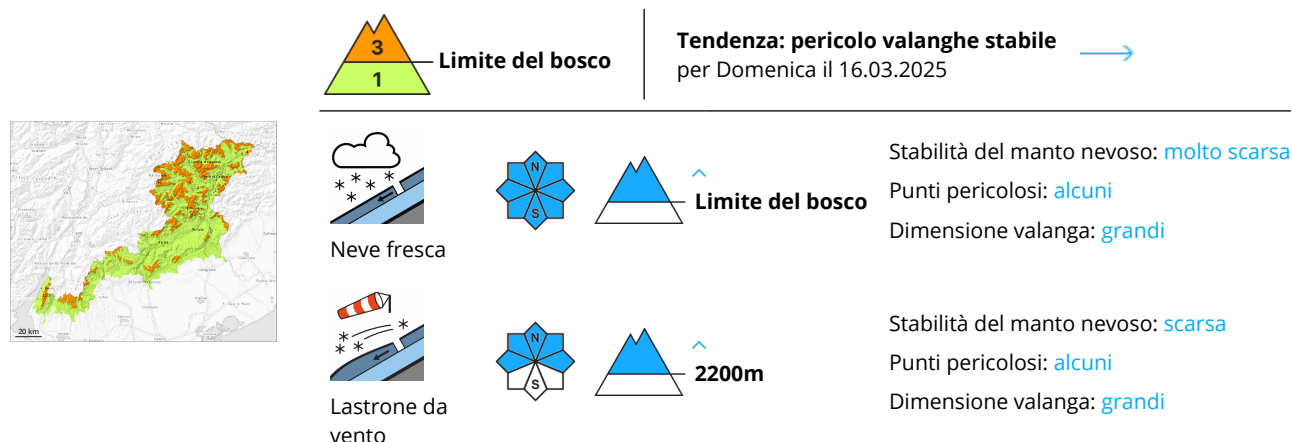 3
1
Limite del bosco
Tendenza: pericolo valanghe stabile
per Domenica il 16.03.2025
20 km
N
S
Limite del bosco
Neve fresca
Stabilità del manto nevoso: molto scarsa
Punti pericolosi: alcuni
Dimensione valanga: grandi
N
S
2200m
Lastrone da
vento
Stabilità del manto nevoso: scarsa
Punti pericolosi: alcuni
Dimensione valanga: grandi